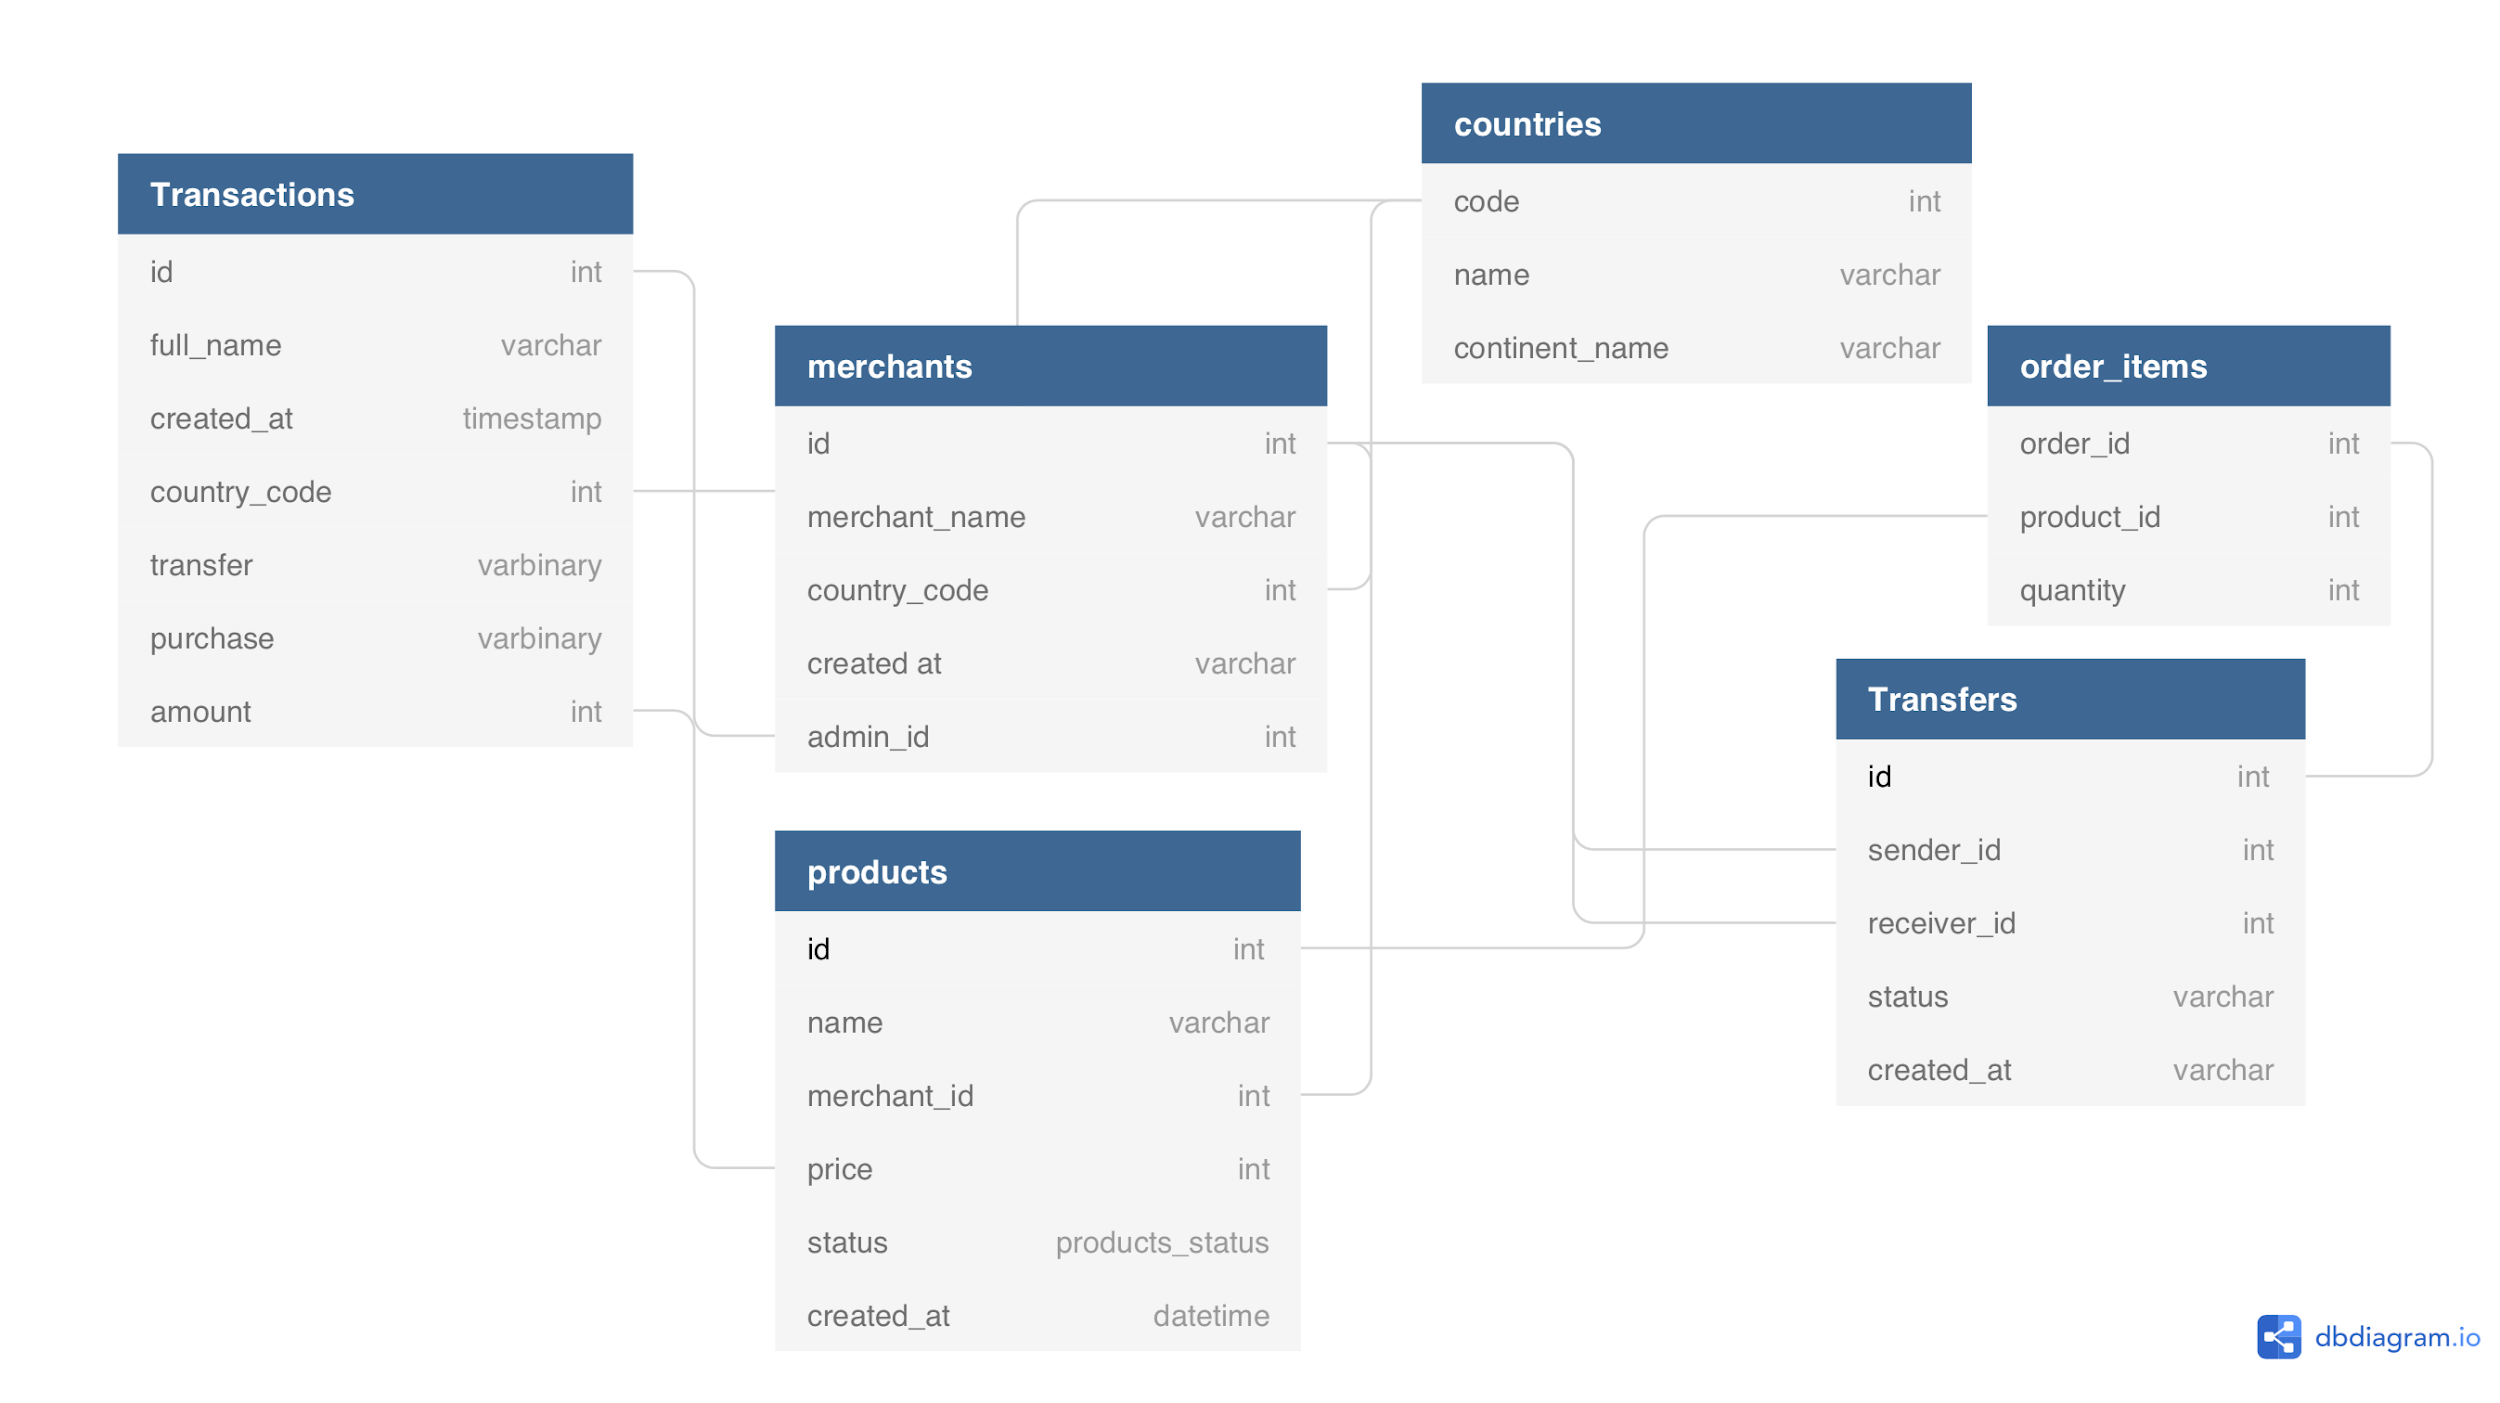 Transactions
id int
full_name varchar
created_at timestamp
country_code int
transfer varbinary
purchase varbinary
amount int
merchants
id int
merchant_name varchar
country_code int
created at varchar
admin_id int
products
id int
name varchar
merchant_id int
price int
status products_status
created_at datetime
countries
code int
name varchar
continent_name varchar
order_items
order_id int
product_id int
quantity int
Transfers
id int
sender_id int
receiver_id int
status varchar
created_at varchar
dbdiagram.io